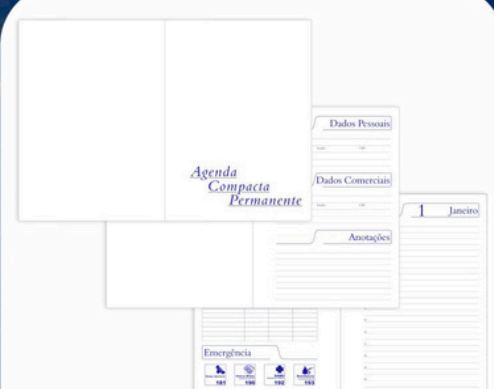 Agenda
Compacta
Permanente
Dados Pessoais
Dados Comerciais
Anotações
1 Janeiro
Emergência
181
190
192
193